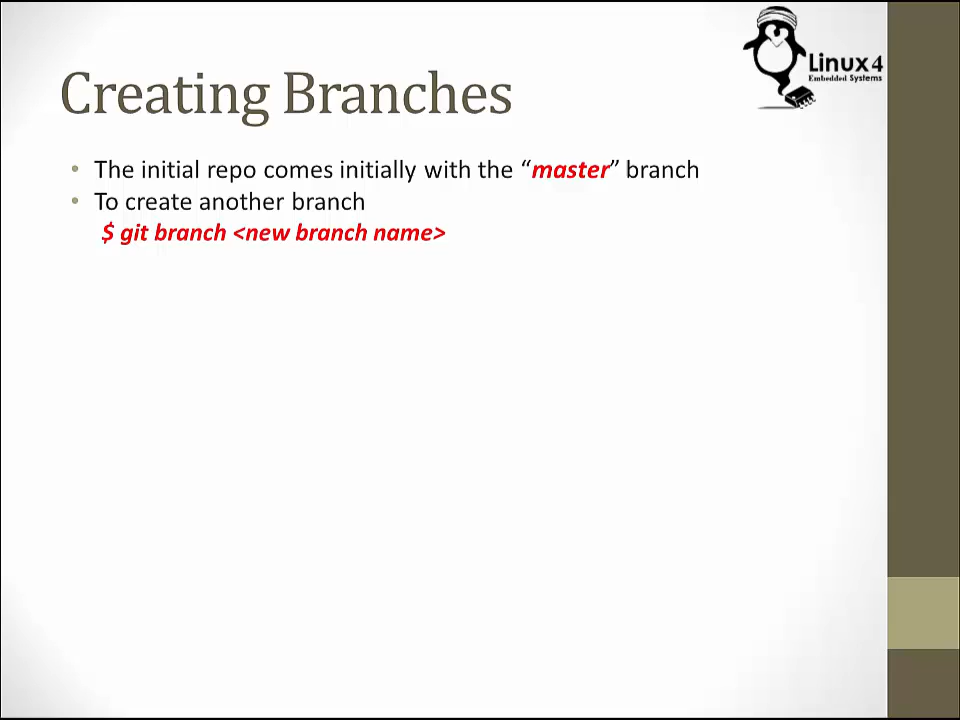 Linux 4
Embedded Systems
Creating Branches
• The initial repo comes initially with the “master” branch
• To create another branch
$ git branch <new branch name>